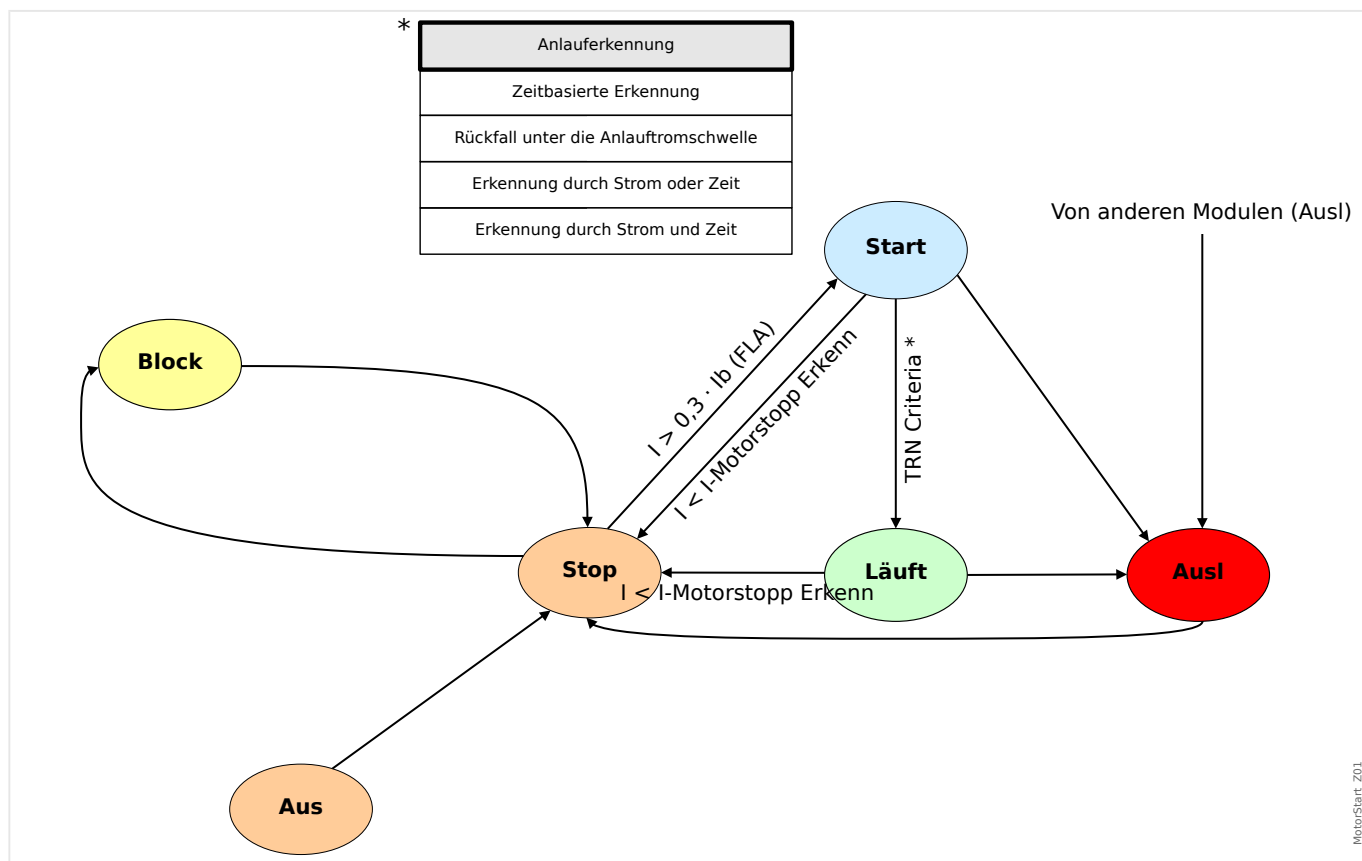 *
Anlauferkennung
Zeitbasierte Erkennung
Rückfall unter die Anlauftromschwelle
Erkennung durch Strom oder Zeit
Erkennung durch Strom und Zeit
Von anderen Modulen (Ausl)
Start
Block
I > 0,3 · Ib (FLA)
I < I-Motorstopp Erkenn
TRN Criteria *
Stop
Läuft
Ausl
I < I-Motorstopp Erkenn
Aus
MotorStart_Z01